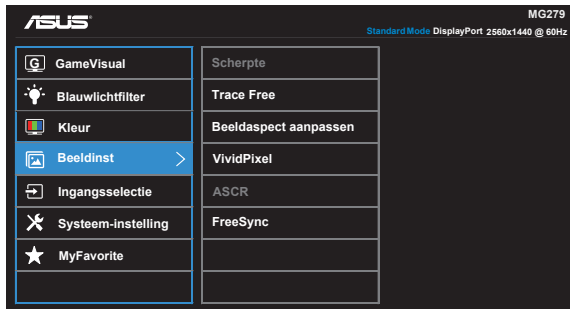 ASUS
MG279
Standard Mode DisplayPort 2560x1440 @ 60Hz
G GameVisual
Blauwlichtfilter
Kleur
Beeldinst
Ingangsselectie
Systeem-instelling
MyFavorite
Scherpte
Trace Free
Beeldaspect aanpassen
VividPixel
ASCR
FreeSync